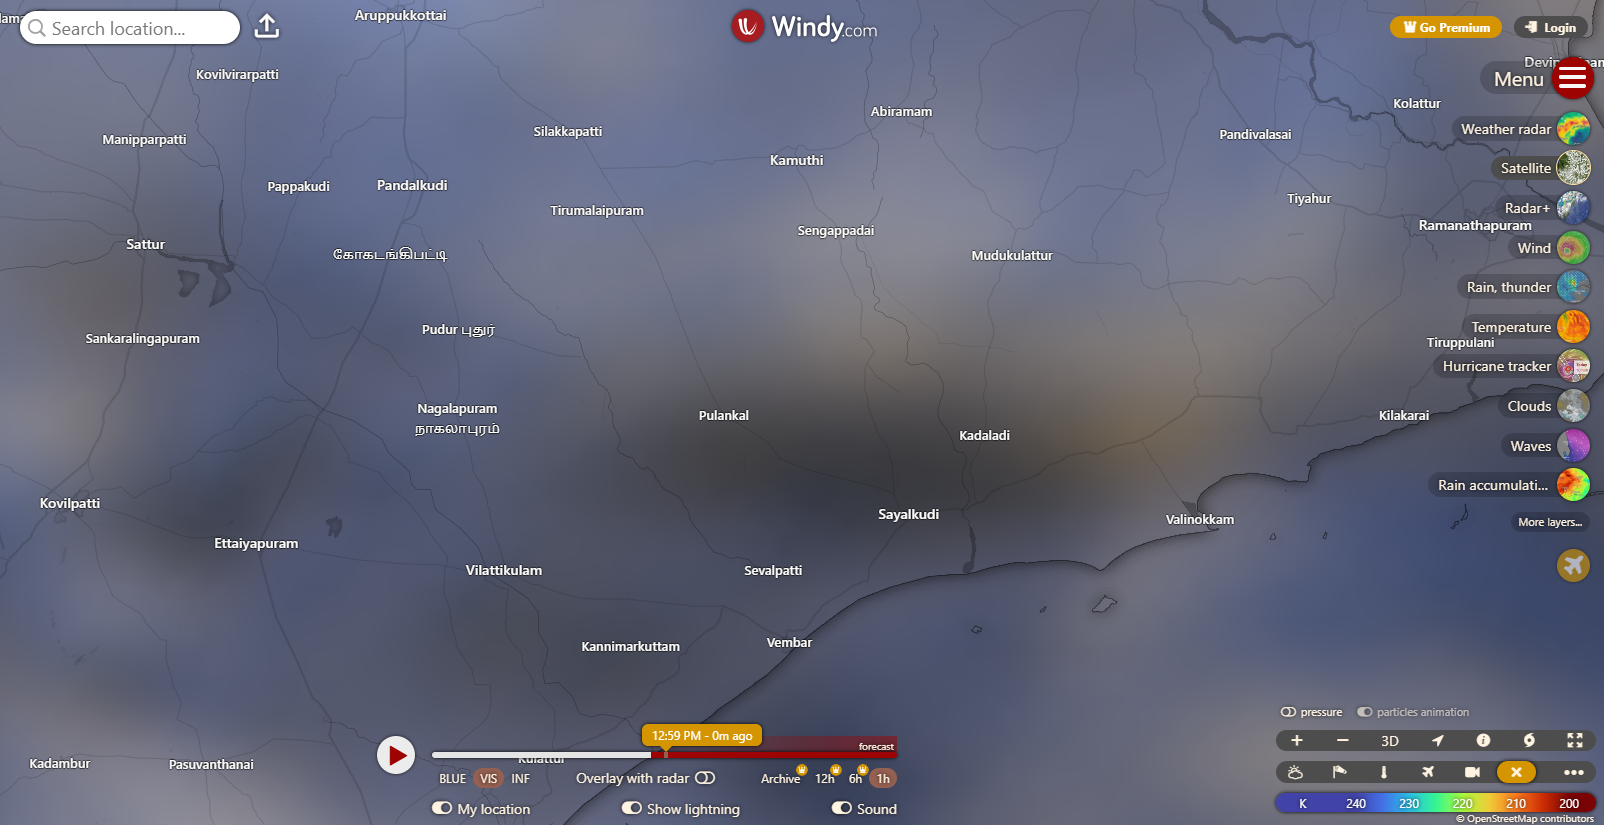 Search location...
Windy.com
Go Premium
Login
Menu
Weather radar
Satellite
Radar+
Wind
Rain, thunder
Temperature
Hurricane tracker
Clouds
Waves
Rain accumulati...
More layers...
Aruppukkottai
Kovilvirarpatti
Manipparpatti
Silakkapatti
Abiramam
Kolattur
Pandivalasai
Kamuthi
Pappakudi
Pandalkudi
Tirumalaipuram
Tiyahur
Sengappadai
Ramanathapuram
Sattur
கோகடங்கிபட்டி
Mudukulattur
Pudur புதுர்
Sankaralingapuram
Tiruppulani
Nagalapuram
நாகலாபுரம்
Pulankal
Kadaladi
Kilakarai
Kovilpatti
Sayalkudi
Valinokkam
Ettaiyapuram
Vilattikulam
Sevalpatti
Kannimarkuttam
Vembar
Kadambur
Pasuvanthanai
Kulattur
12:59 PM - 0m ago
forecast
BLUE VIS INF
Overlay with radar
Archive 12h 6h 1h
My location
Show lightning
Sound
pressure
particles animation
3D
K 240 230 220 210 200
© OpenStreetMap contributors